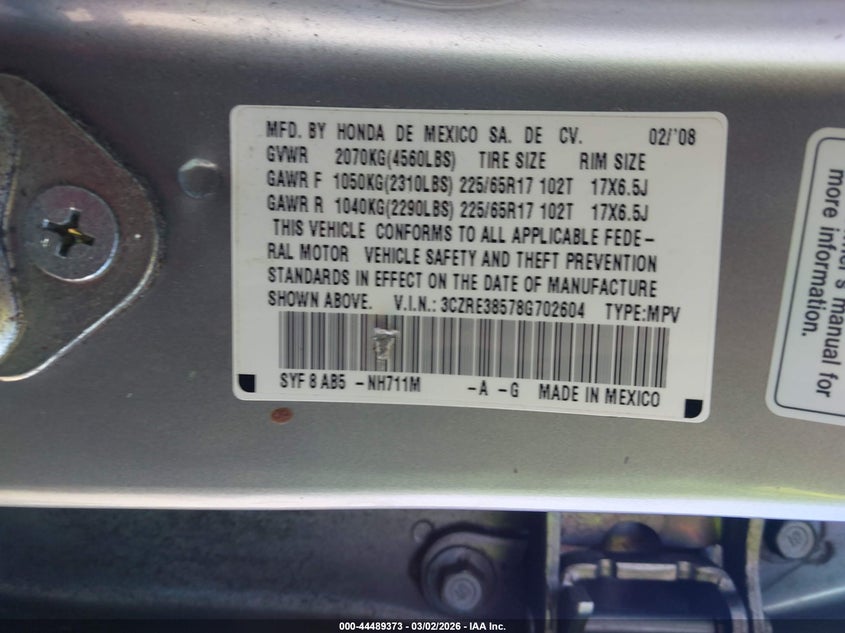 MFD. BY HONDA DE MEXICO SA. DE CV. 02/'08
GVWR 2070KG(4560LBS) TIRE SIZE RIM SIZE
GAWR F 1050KG(2310LBS) 225/65R17 102T 17X6.5J
GAWR R 1040KG(2290LBS) 225/65R17 102T 17X6.5J
THIS VEHICLE CONFORMS TO ALL APPLICABLE FEDE-
RAL MOTOR VEHICLE SAFETY AND THEFT PREVENTION
STANDARDS IN EFFECT ON THE DATE OF MANUFACTURE
SHOWN ABOVE. V.I.N.: 3CZRE38578G702604 TYPE:MPV
SYF 8 AB5 -NH711M -A -G MADE IN MEXICO
manual for
more information.
000-44489373 - 03/02/2026 - IAA Inc.